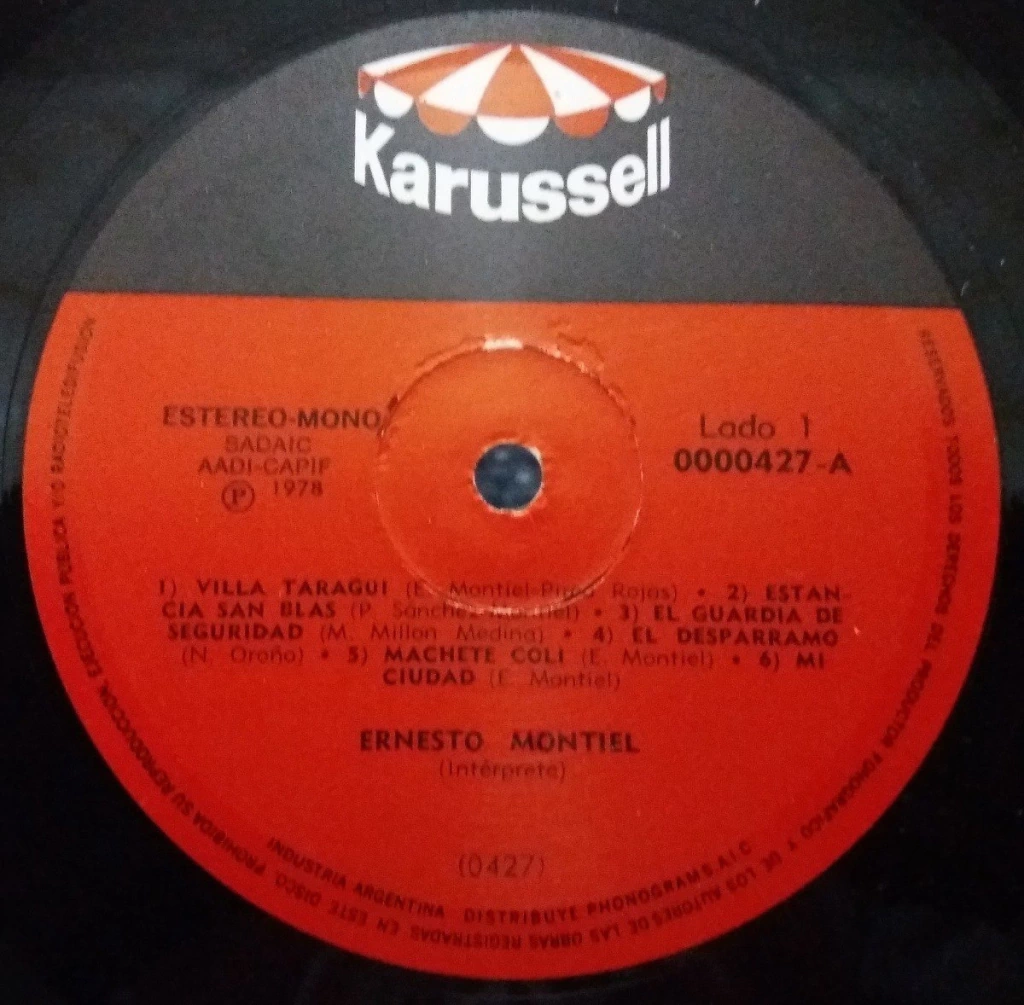 Karussell
ESTEREO-MONO
SADAIC
AADI-CAPIF
Ⓟ 1978
Lado 1
0000427-A
1) VILLA TARAGUI (E. Montiel- Rojas) • 2) ESTAN-
CIA SAN BLAS (P. Sánchez-Montiel) • 3) EL GUARDIA DE
SEGURIDAD (M. Millon Medina) • 4) EL DESPARRAMO
(N. Oroño) • 5) MACHETE COLI (E. Montiel) • 6) MI
CIUDAD (E. Montiel)
ERNESTO MONTIEL
(Intérprete)
(0427)
INDUSTRIA ARGENTINA DISTRIBUYE PHONOGRAM S.A.I.C.
RESERVADOS TODOS LOS DERECHOS DEL PRODUCTOR FONOGRAFICO Y DE LOS AUTORES DE LAS OBRAS REGISTRADAS EN ESTE DISCO. PROHIBIDA SU REPRODUCCION, EJECUCION PUBLICA Y/O RADIOTELEDIFUSION